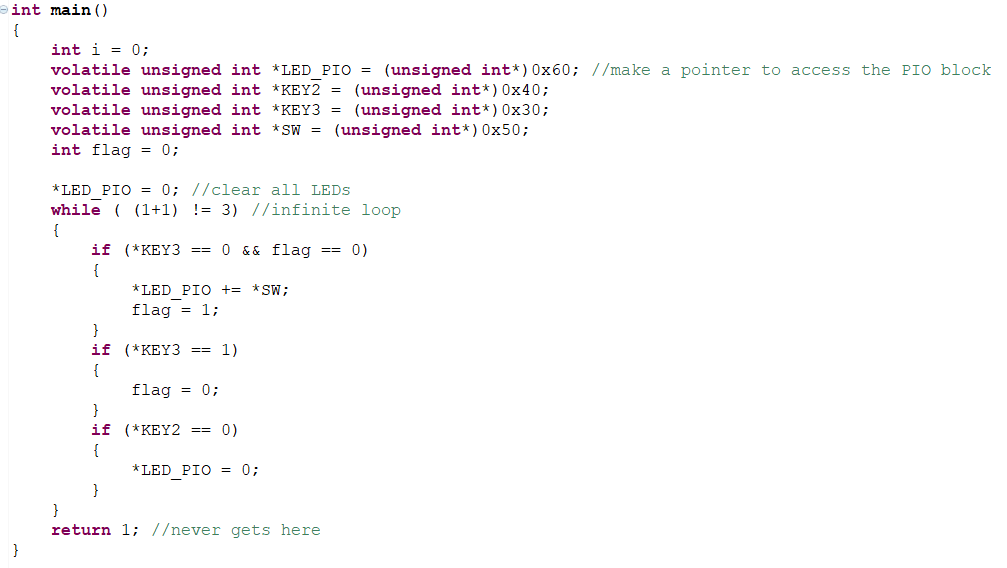 int main()
{
    int i = 0;
    volatile unsigned int *LED_PIO = (unsigned int*)0x60; //make a pointer to access the PIO block
    volatile unsigned int *KEY2 = (unsigned int*)0x40;
    volatile unsigned int *KEY3 = (unsigned int*)0x30;
    volatile unsigned int *SW = (unsigned int*)0x50;
    int flag = 0;

    *LED_PIO = 0; //clear all LEDs
    while ( (1+1) != 3) //infinite loop
    {
        if (*KEY3 == 0 && flag == 0)
        {
            *LED_PIO += *SW;
            flag = 1;
        }
        if (*KEY3 == 1)
        {
            flag = 0;
        }
        if (*KEY2 == 0)
        {
            *LED_PIO = 0;
        }
    }
    return 1; //never gets here
}